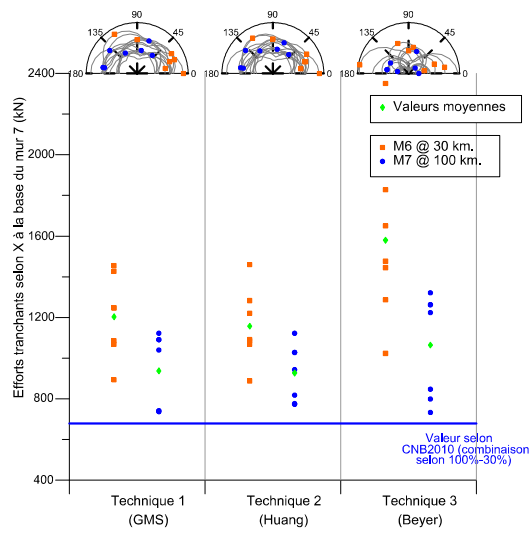 90
135
45
180
0
90
135
45
180
0
90
135
45
180
0
Efforts tranchants selon X à la base du mur 7 (kN)
2400
2000
1600
1200
800
400
Valeurs moyennes
M6 @ 30 km.
M7 @ 100 km.
Valeur selon
CNB2010 (combinaison
selon 100%-30%)
Technique 1
(GMS)
Technique 2
(Huang)
Technique 3
(Beyer)